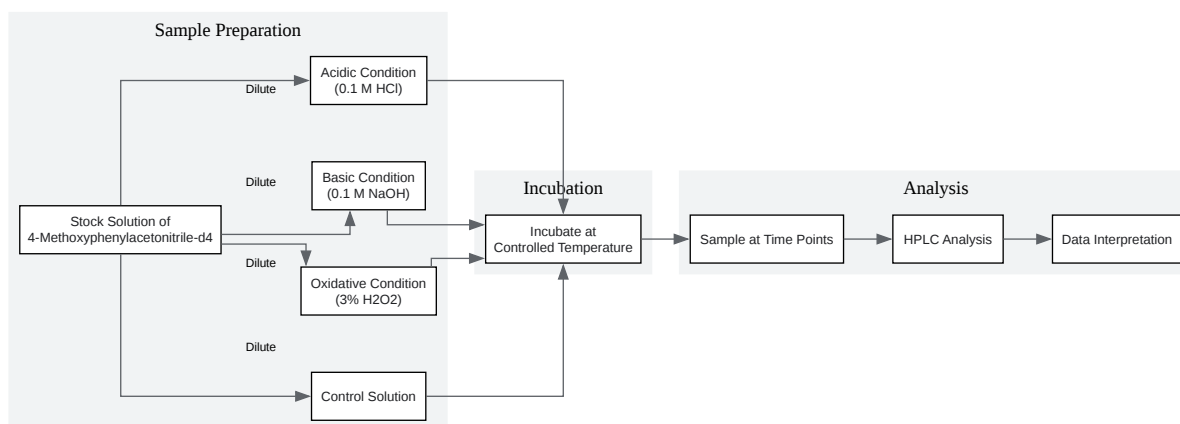 Sample Preparation
Acidic Condition
(0.1 M HCl)
Dilute
Dilute
Basic Condition
(0.1 M NaOH)
Stock Solution of
4-Methoxyphenylacetonitrile-d4
Dilute
Oxidative Condition
(3% H2O2)
Dilute
Control Solution
Incubation
Incubate at
Controlled Temperature
Analysis
Sample at Time Points
HPLC Analysis
Data Interpretation